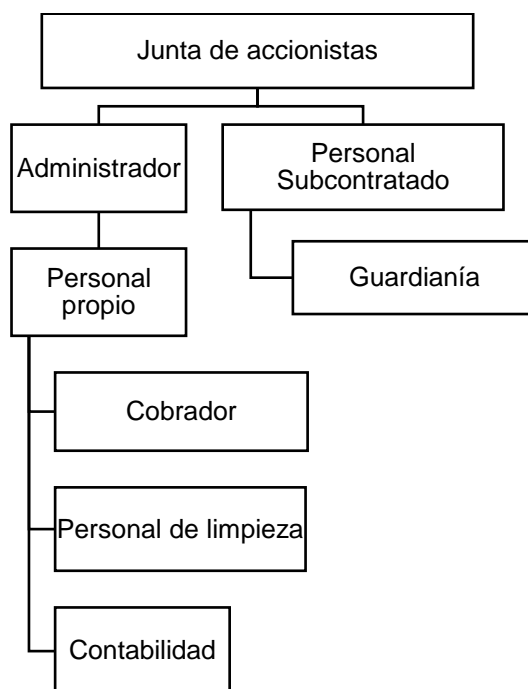 Junta de accionistas
Administrador
Personal
Subcontratado
Personal
propio
Guardianía
Cobrador
Personal de limpieza
Contabilidad